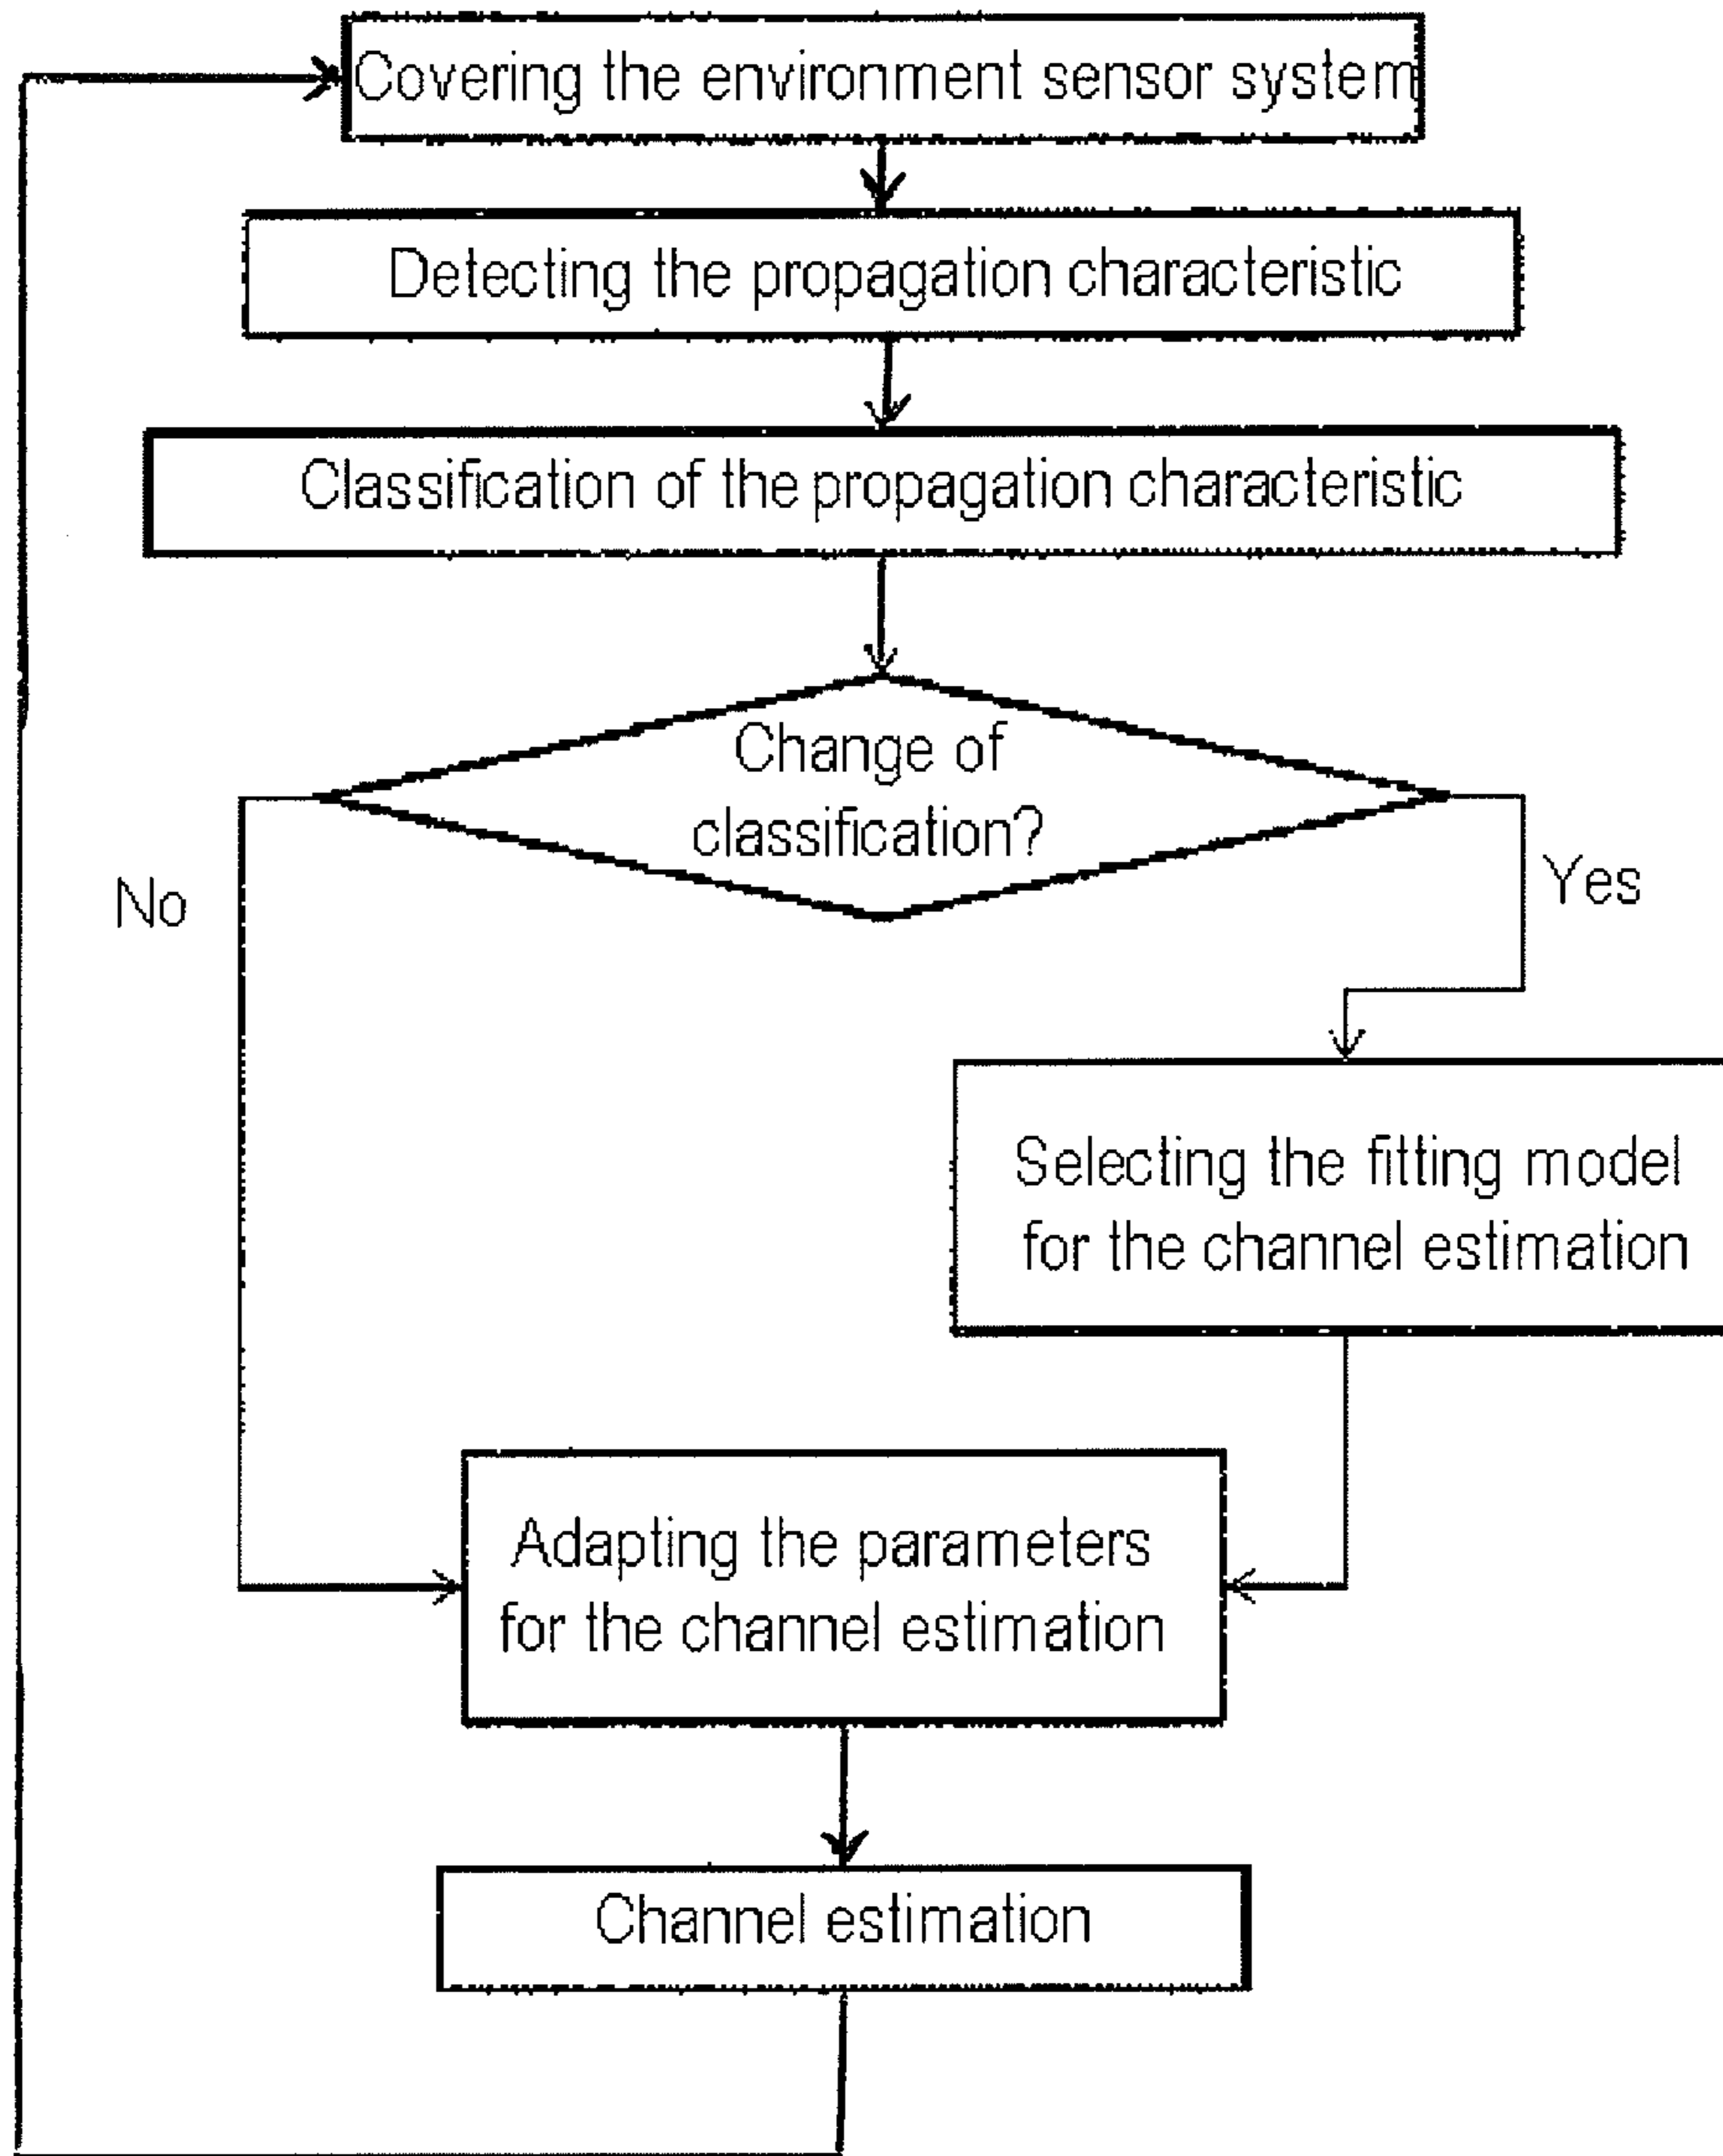 Covering the environment sensor system
Detecting the propagation characteristic
Classification of the propagation characteristic
Change of
classification?
No
Yes
Selecting the fitting model
for the channel estimation
Adapting the parameters
for the channel estimation
Channel estimation